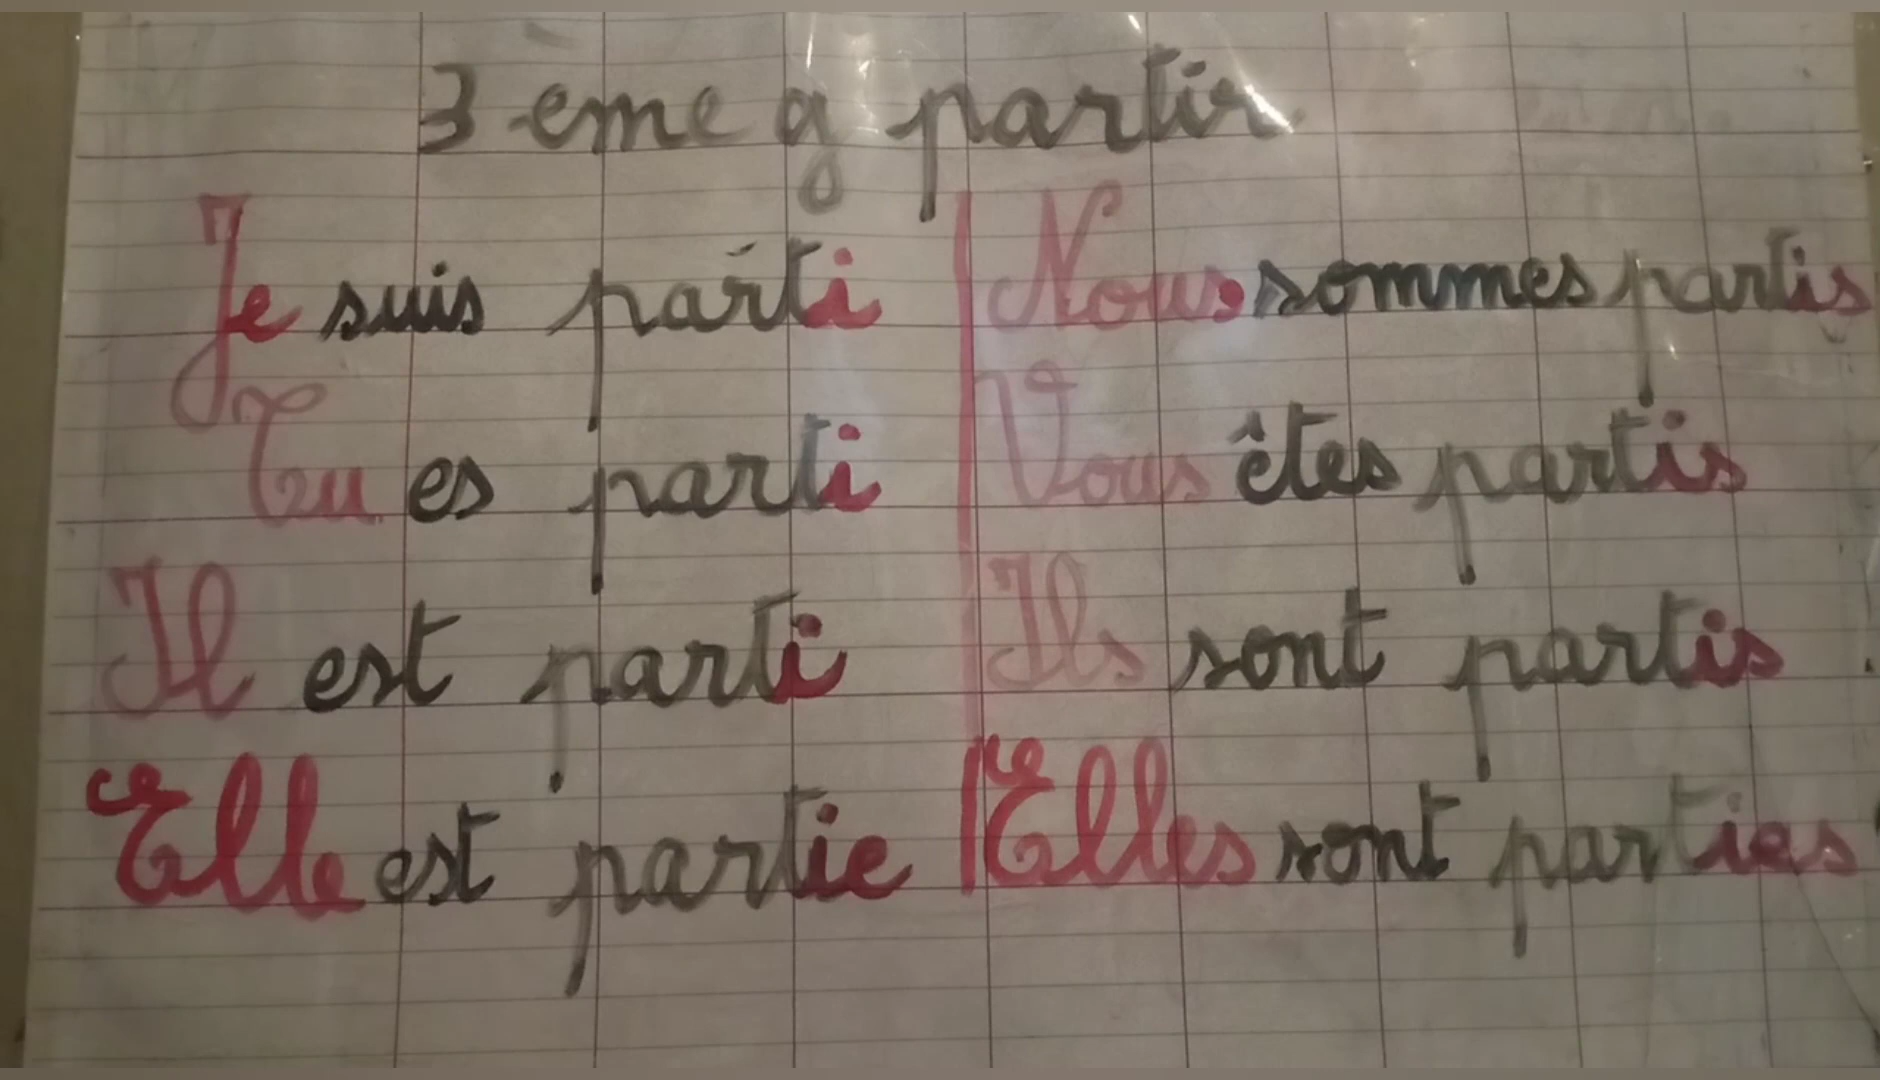 3 ème g partir
Je suis parti
Tu es parti
Il est parti
Elle est partie
Nous sommes partis
Vous êtes partis
Ils sont partis
Elles sont parties